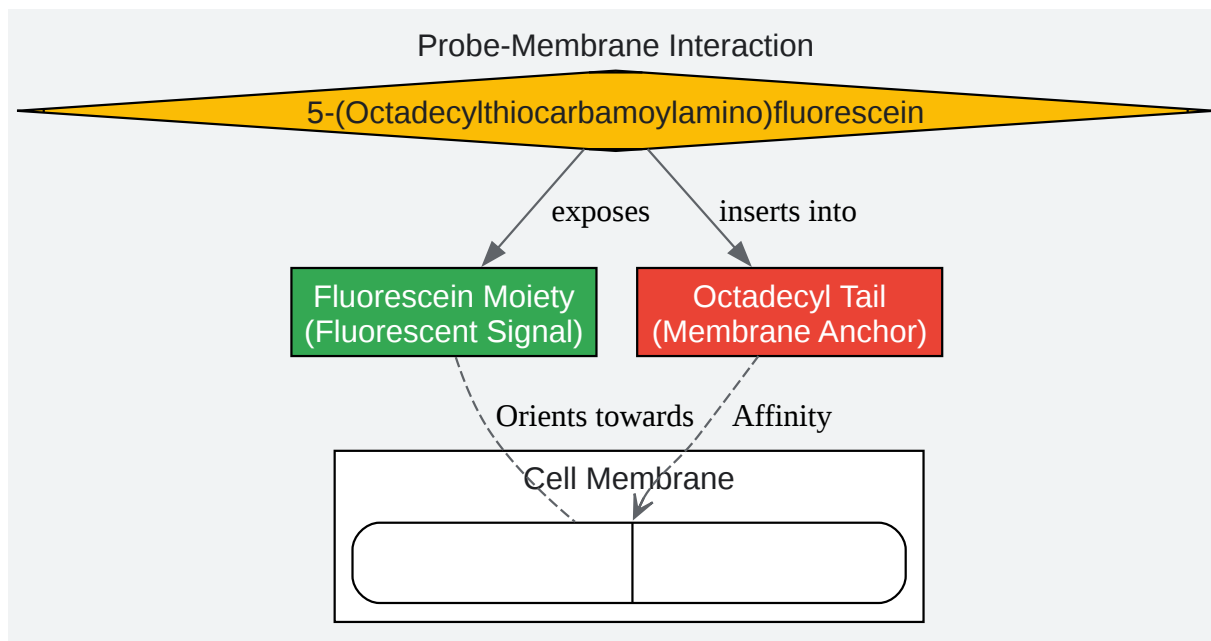 Probe-Membrane Interaction
5-(Octadecylthiocarbamoylamino)fluorescein
exposes
inserts into
Fluorescein Moiety
(Fluorescent Signal)
Octadecyl Tail
(Membrane Anchor)
Orients towards
Affinity
Cell Membrane